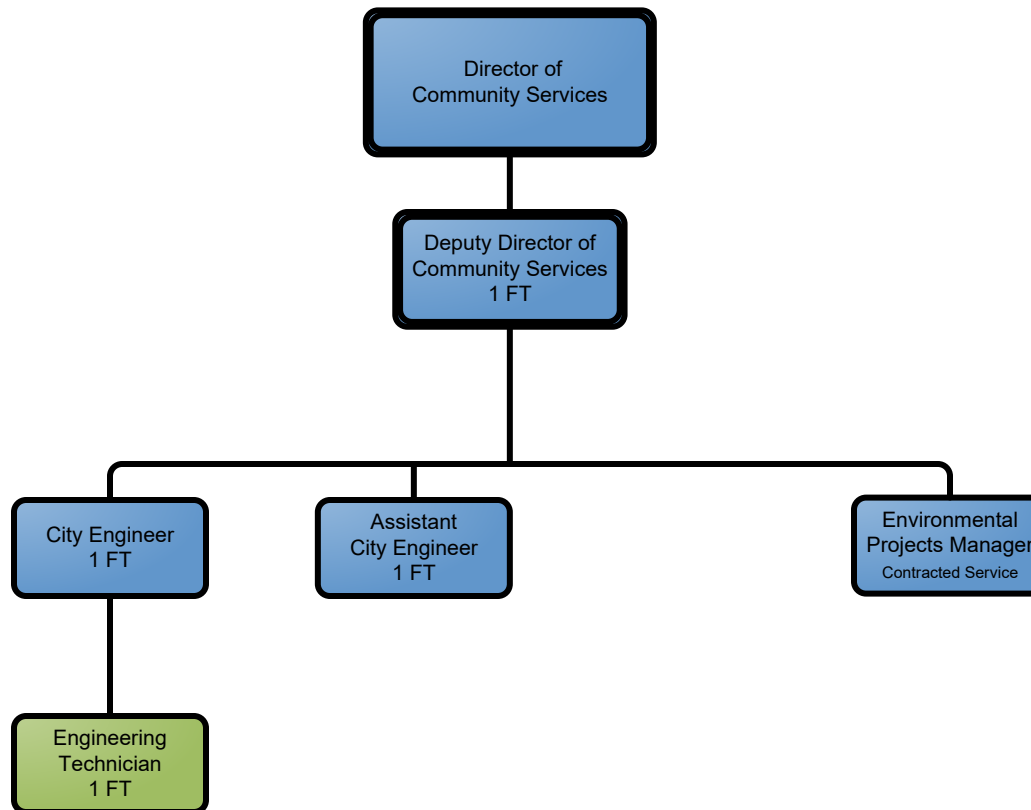 Director of
Community Services
Deputy Director of
Community Services
1 FT
City Engineer
1 FT
Assistant
City Engineer
1 FT
Environmental
Projects Manager
Contracted Service
Engineering
Technician
1 FT